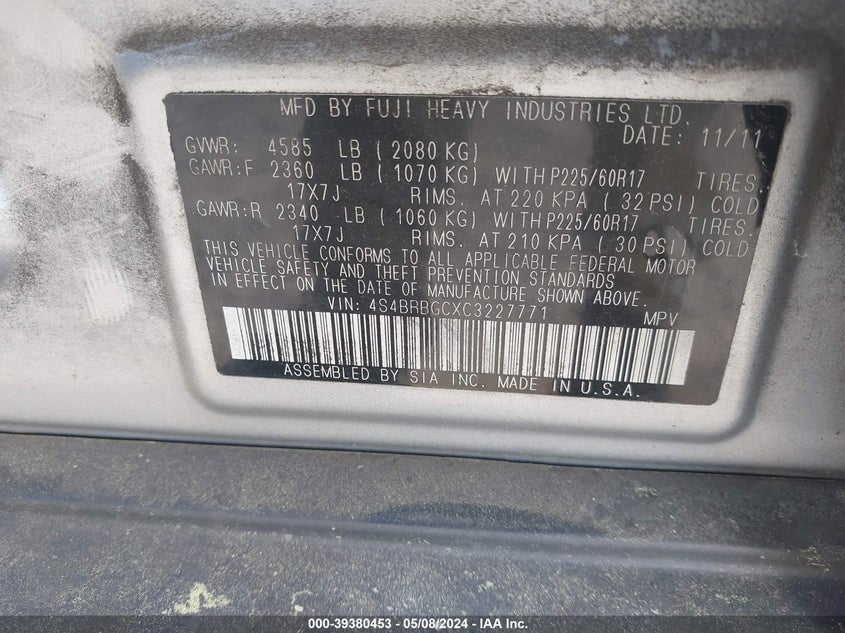 MFD BY FUJI HEAVY INDUSTRIES LTD.
DATE: 11/11
GVWR: 4585 LB ( 2080 KG)
GAWR:F 2360 LB ( 1070 KG) WITH P225/60R17 TIRES.
17X7J RIMS. AT 220 KPA ( 32 PSI) COLD
GAWR:R 2340 LB ( 1060 KG) WITH P225/60R17 TIRES.
17X7J RIMS. AT 210 KPA ( 30 PSI) COLD
THIS VEHICLE CONFORMS TO ALL APPLICABLE FEDERAL MOTOR
VEHICLE SAFETY AND THEFT PREVENTION STANDARDS
IN EFFECT ON THE DATE OF MANUFACTURE SHOWN ABOVE.
VIN: 4S4BRBGCXC3227771 MPV
ASSEMBLED BY SIA INC. MADE IN U.S.A.
000-39380453 - 05/08/2024 - IAA Inc.